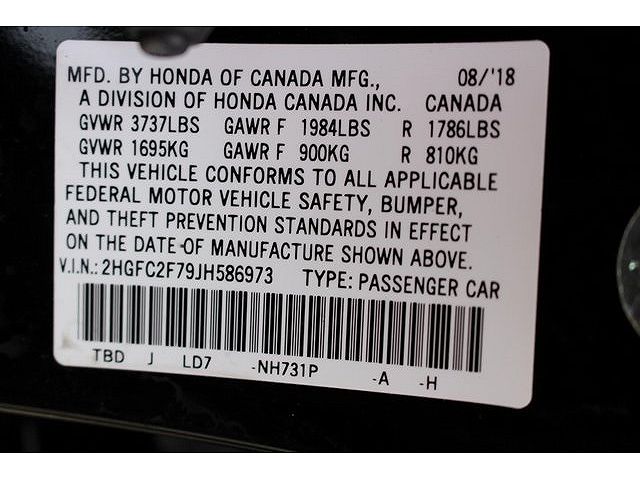 MFD. BY HONDA OF CANADA MFG., 08/'18
A DIVISION OF HONDA CANADA INC. CANADA
GVWR 3737LBS GAWR F 1984LBS R 1786LBS
GVWR 1695KG GAWR F 900KG R 810KG
THIS VEHICLE CONFORMS TO ALL APPLICABLE
FEDERAL MOTOR VEHICLE SAFETY, BUMPER,
AND THEFT PREVENTION STANDARDS IN EFFECT
ON THE DATE OF MANUFACTURE SHOWN ABOVE.
V.I.N.: 2HGFC2F79JH586973 TYPE: PASSENGER CAR
TBD J LD7 -NH731P -A -H